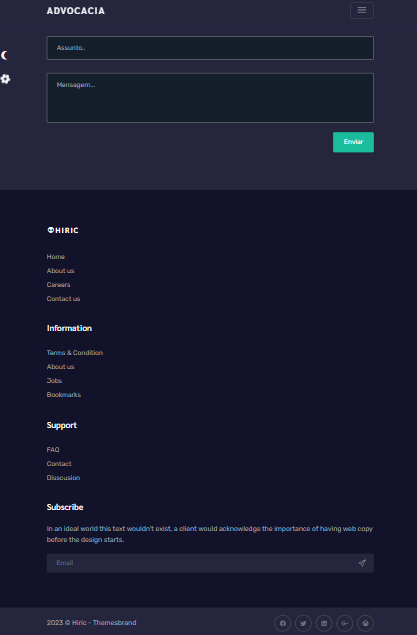 ADVOCACIA
Assunto..
Mensagem...
Enviar
HIRIC
Home
About us
Careers
Contact us
Information
Terms & Condition
About us
Jobs
Bookmarks
Support
FAQ
Contact
Disscusion
Subscribe
In an ideal world this text wouldn't exist, a client would acknowledge the importance of having web copy
before the design starts.
Email
2023 © Hiric - Themesbrand